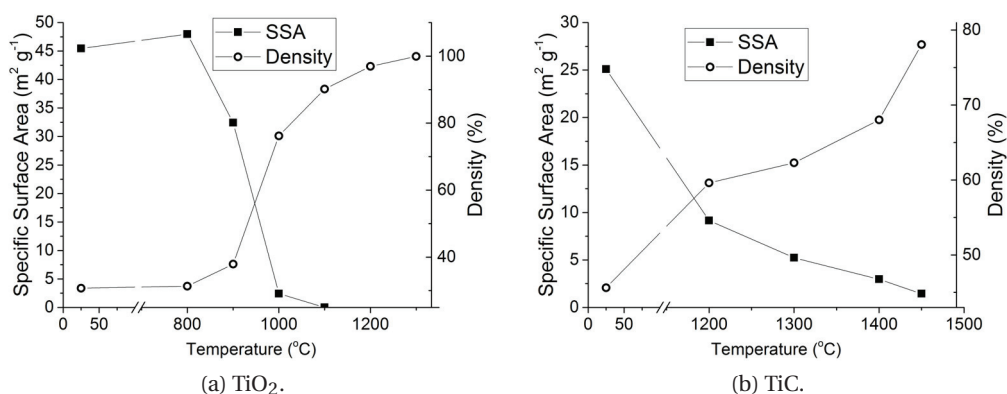 50
45
40
35
30
25
20
15
10
5
0
Specific Surface Area (m² g⁻¹)
SSA
Density
100
80
60
40
Density (%)
0 50 800 1000 1200
Temperature (°C)
(a) TiO₂.
30
25
20
15
10
5
0
Specific Surface Area (m² g⁻¹)
SSA
Density
80
70
60
50
Density (%)
0 50 1200 1300 1400 1500
Temperature (°C)
(b) TiC.